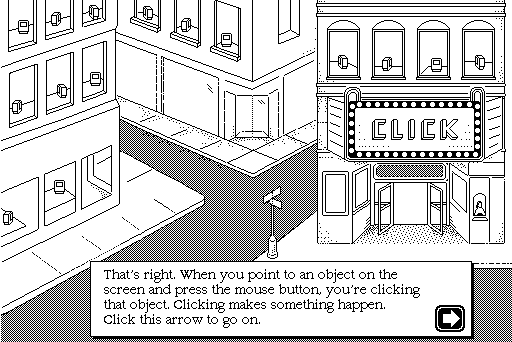 CLICK
That's right. When you point to an object on the
screen and press the mouse button, you're clicking
that object. Clicking makes something happen.
Click this arrow to go on.